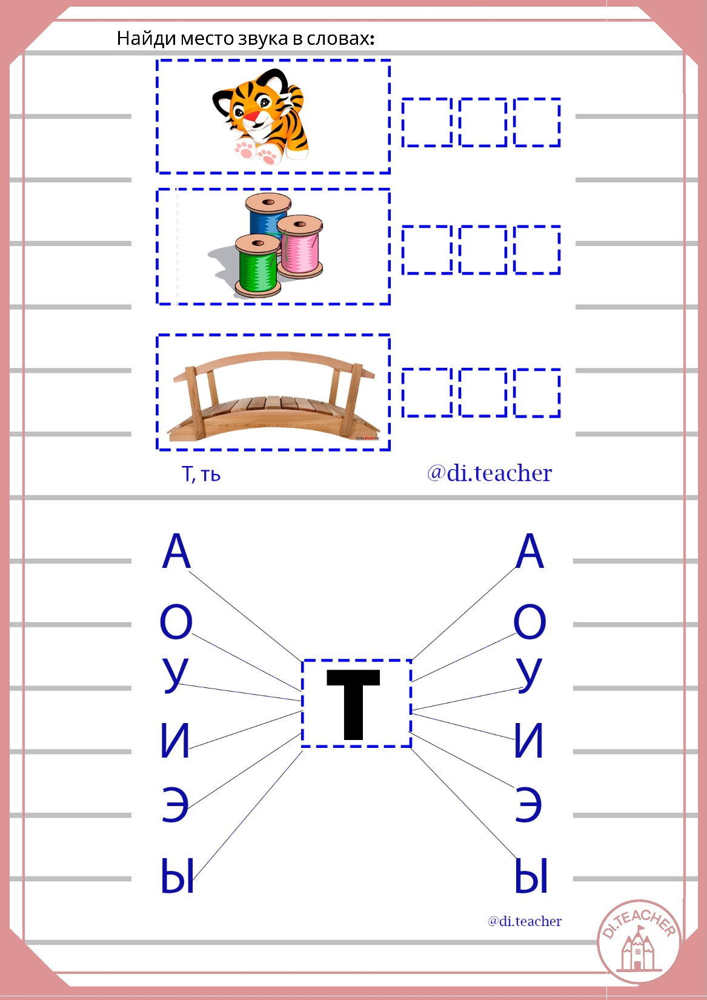 Найди место звука в словах:
Т, ть
@di.teacher
А А
О О
У У
Т
И И
Э Э
Ы Ы
@di.teacher
DI.TEACHER